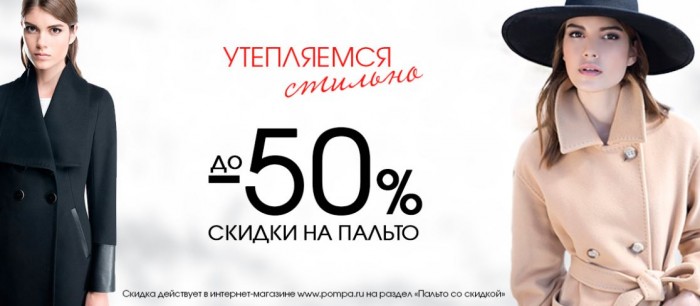 УТЕПЛЯЕМСЯ
стильно
до
-50%
СКИДКИ НА ПАЛЬТО
Скидка действует в интернет-магазине www.pompa.ru на раздел «Пальто со скидкой»